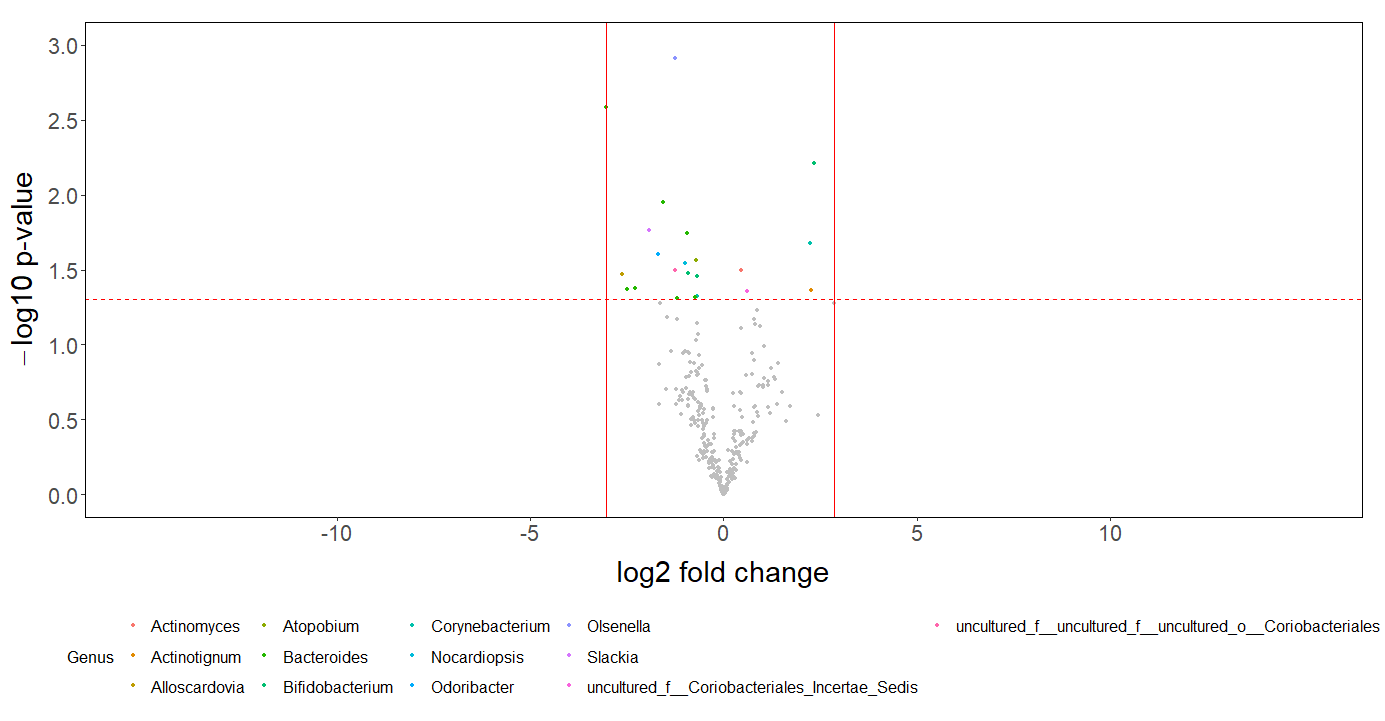 3.0
2.5
2.0
1.5
1.0
0.5
0.0
− log10 p-value
-10 -5 0 5 10
log2 fold change
Genus
Actinomyces Atopobium Corynebacterium Olsenella uncultured_f__uncultured_f__uncultured_o__Coriobacteriales
Actinotignum Bacteroides Nocardiopsis Slackia
Alloscardovia Bifidobacterium Odoribacter uncultured_f__Coriobacteriales_Incertae_Sedis